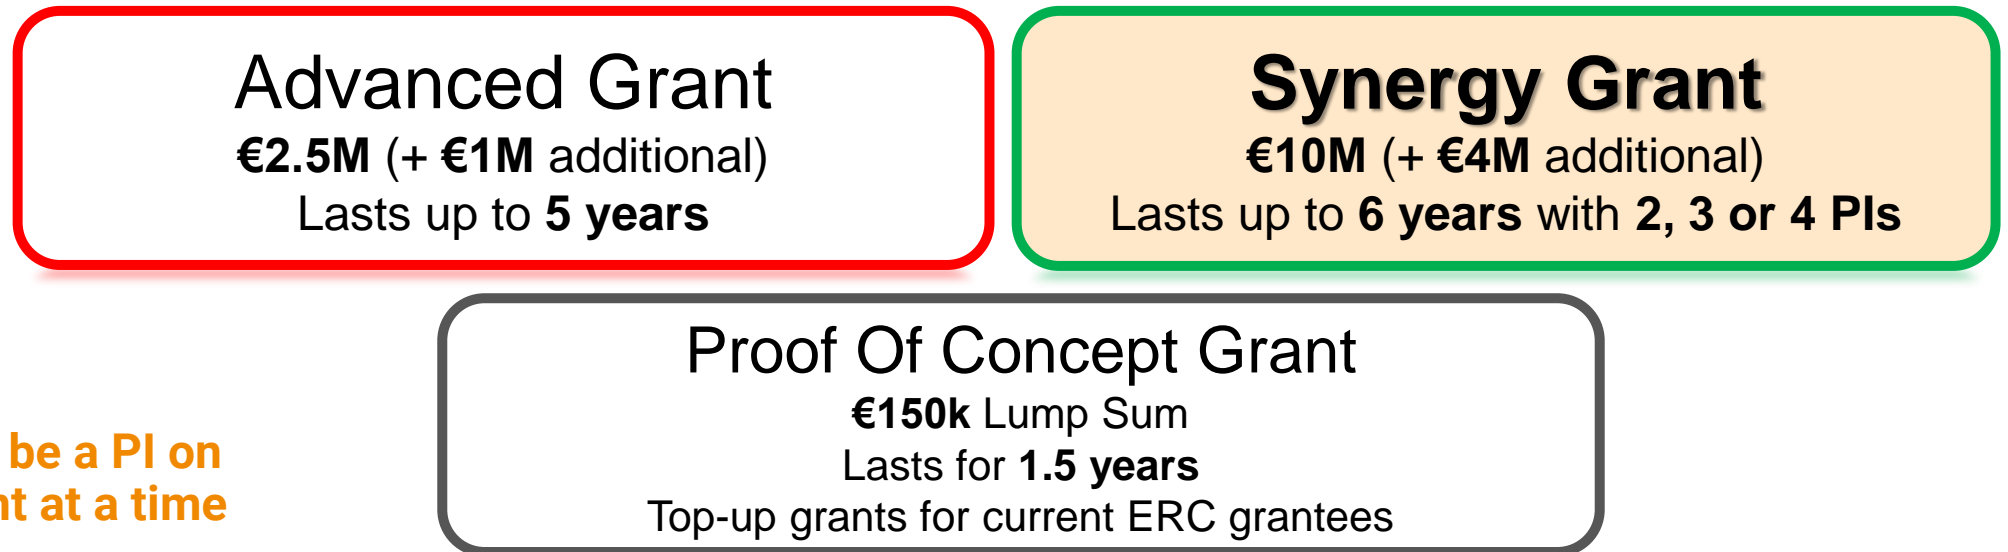 Advanced Grant
€2.5M (+ €1M additional)
Lasts up to 5 years
Synergy Grant
€10M (+ €4M additional)
Lasts up to 6 years with 2, 3 or 4 PIs
Proof Of Concept Grant
€150k Lump Sum
Lasts for 1.5 years
Top-up grants for current ERC grantees
be a PI on
at a time